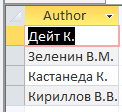 Author
Дейт К.
Зеленин В.М.
Кастанеда К.
Кириллов В.В.